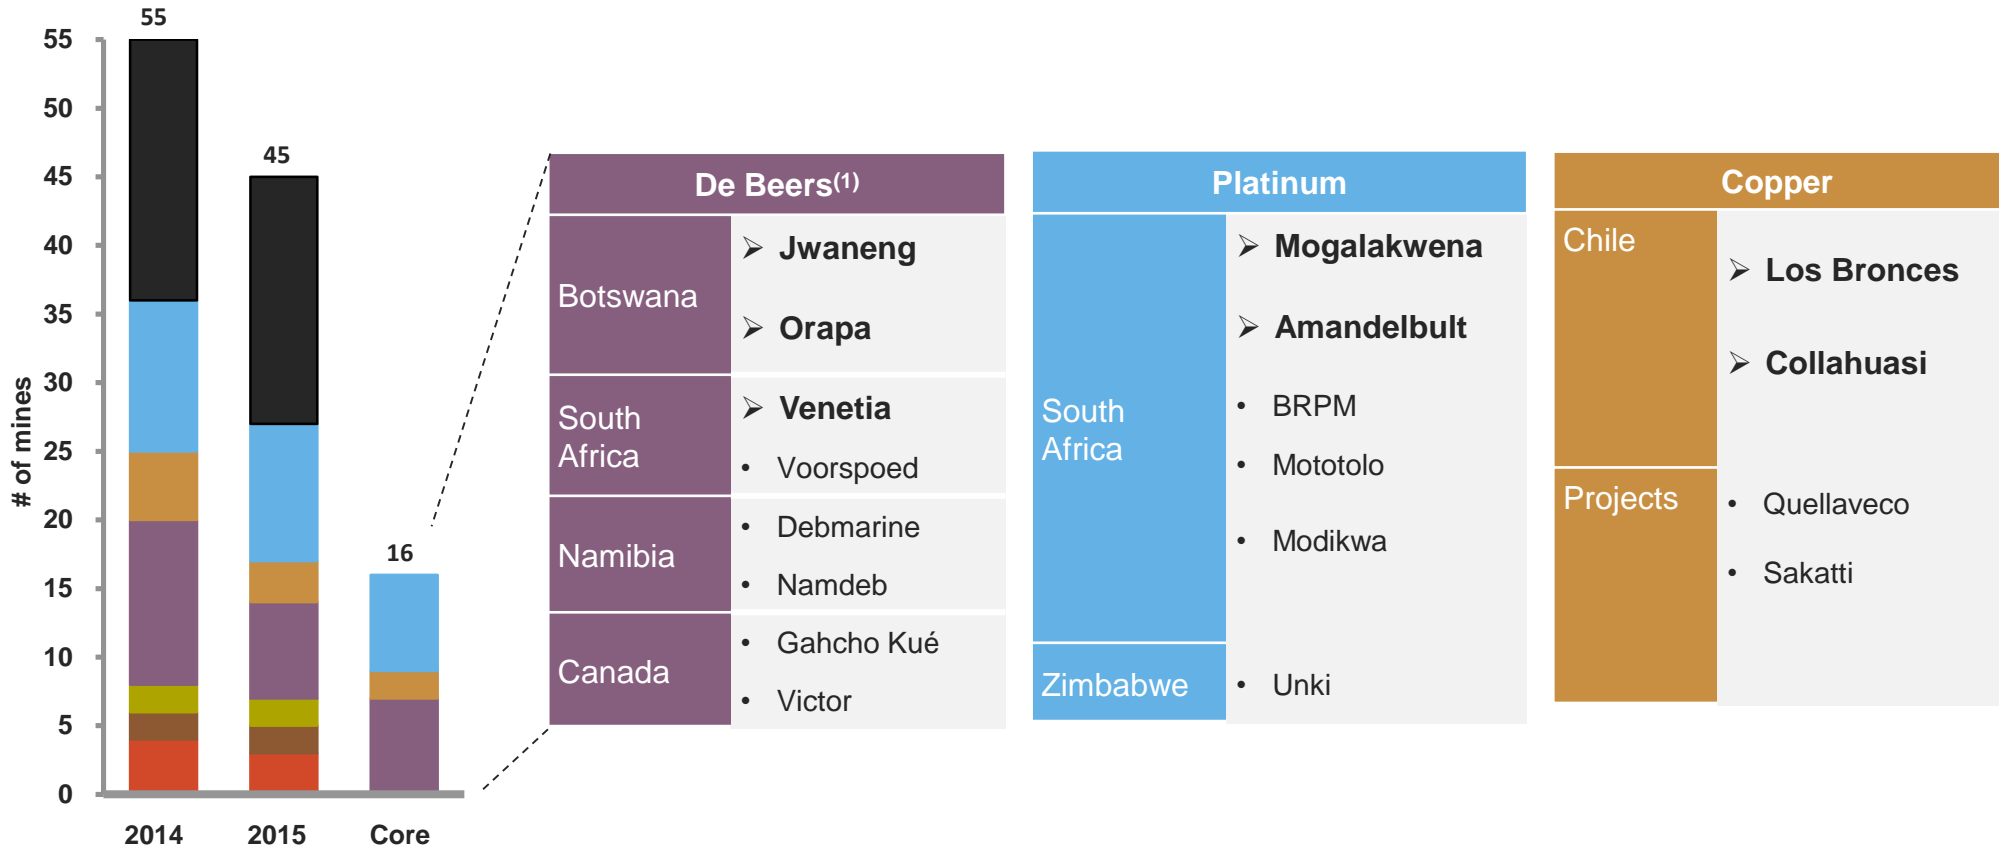 55
55
50
45
45
40
35
30
25
20
16
15
10
5
0
# of mines
2014
2015
Core
De Beers(1)
Botswana
➢ Jwaneng
➢ Orapa
South
Africa
➢ Venetia
• Voorspoed
Namibia
• Debmarine
• Namdeb
Canada
• Gahcho Kué
• Victor
Platinum
South
Africa
➢ Mogalakwena
➢ Amandelbult
• BRPM
• Mototolo
• Modikwa
Zimbabwe
• Unki
Copper
Chile
➢ Los Bronces
➢ Collahuasi
Projects
• Quellaveco
• Sakatti